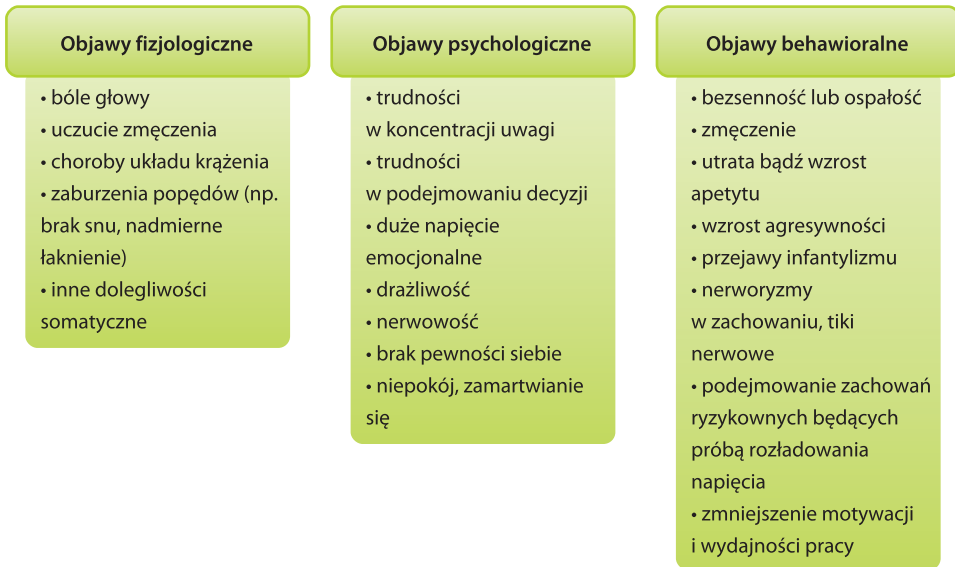 Objawy fizjologiczne
• bóle głowy
• uczucie zmęczenia
• choroby układu krążenia
• zaburzenia popędów (np.
brak snu, nadmierne
łaknienie)
• inne dolegliwości
somatyczne
Objawy psychologiczne
• trudności
w koncentracji uwagi
• trudności
w podejmowaniu decyzji
• duże napięcie
emocjonalne
• drażliwość
• nerwowość
• brak pewności siebie
• niepokój, zamartwianie
się
Objawy behawioralne
• bezsenność lub ospałość
• zmęczenie
• utrata bądź wzrost
apetytu
• wzrost agresywności
• przejawy infantylizmu
• nerworyzmy
w zachowaniu, tiki
nerwowe
• podejmowanie zachowań
ryzykownych będących
próbą rozładowania
napięcia
• zmniejszenie motywacji
i wydajności pracy